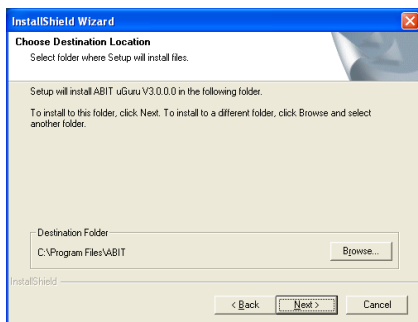 InstallShield Wizard
Choose Destination Location
Select folder where Setup will install files.
Setup will install ABIT uGuru V3.0.0.0 in the following folder.
To install to this folder, click Next. To install to a different folder, click Browse and select
another folder.
Destination Folder
C:\Program Files\ABIT
Browse...
InstallShield
< Back
Next >
Cancel